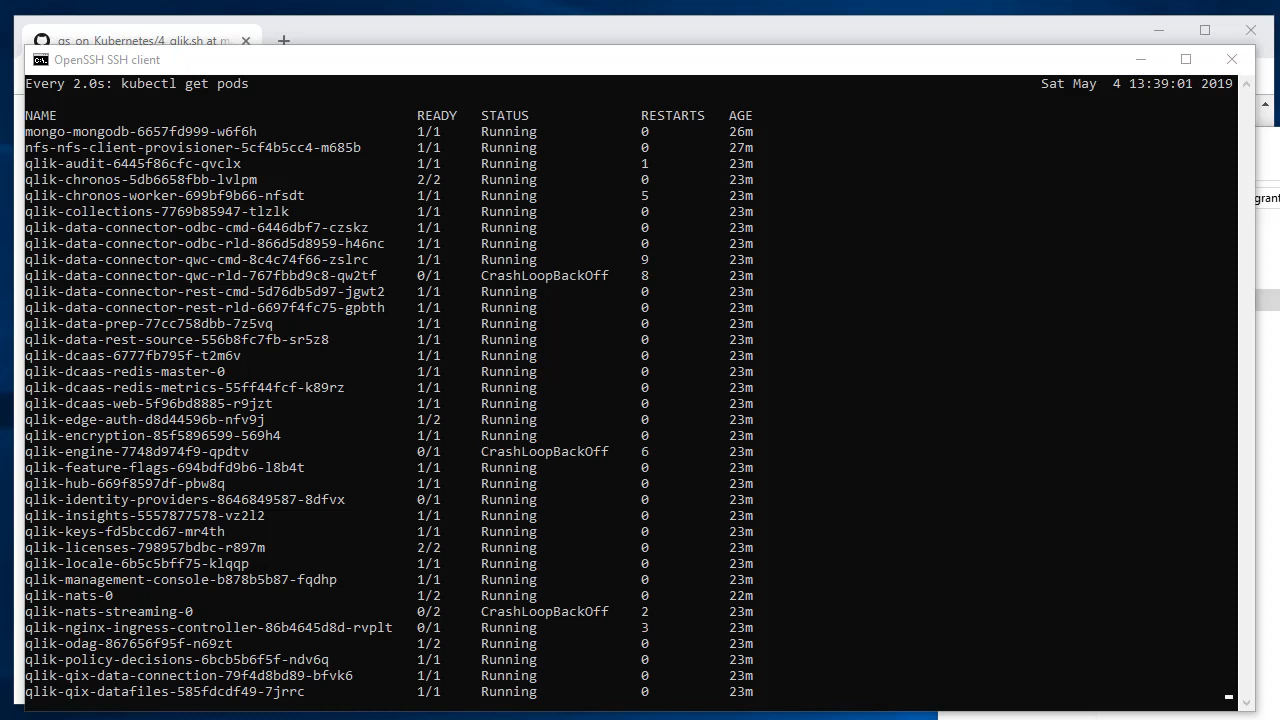 qs_on_Kubernetes/4_qlik.sh at m
OpenSSH SSH client
Every 2.0s: kubectl get pods Sat May 4 13:39:01 2019
NAME READY STATUS RESTARTS AGE
mongo-mongodb-6657fd999-w6f6h 1/1 Running 0 26m
nfs-nfs-client-provisioner-5cf4b5cc4-m685b 1/1 Running 0 27m
qlik-audit-6445f86cfc-qvclx 1/1 Running 1 23m
qlik-chronos-5db6658fbb-lvlpm 2/2 Running 0 23m
qlik-chronos-worker-699bf9b66-nfsdt 1/1 Running 5 23m
qlik-collections-7769b85947-tlzlk 1/1 Running 0 23m
qlik-data-connector-odbc-cmd-6446dbf7-czskz 1/1 Running 0 23m
qlik-data-connector-odbc-rld-866d5d8959-h46nc 1/1 Running 0 23m
qlik-data-connector-qwc-cmd-8c4c74f66-zslrc 1/1 Running 9 23m
qlik-data-connector-qwc-rld-767fbbd9c8-qw2tf 0/1 CrashLoopBackOff 8 23m
qlik-data-connector-rest-cmd-5d76db5d97-jgwt2 1/1 Running 0 23m
qlik-data-connector-rest-rld-6697f4fc75-gpbth 1/1 Running 0 23m
qlik-data-prep-77cc758dbb-7z5vq 1/1 Running 0 23m
qlik-data-rest-source-556b8fc7fb-sr5z8 1/1 Running 0 23m
qlik-dcaas-6777fb795f-t2m6v 1/1 Running 0 23m
qlik-dcaas-redis-master-0 1/1 Running 0 23m
qlik-dcaas-redis-metrics-55ff44fcf-k89rz 1/1 Running 0 23m
qlik-dcaas-web-5f96bd8885-r9jzt 1/1 Running 0 23m
qlik-edge-auth-d8d44596b-nfv9j 1/2 Running 0 23m
qlik-encryption-85f5896599-569h4 1/1 Running 0 23m
qlik-engine-7748d974f9-qpdtv 0/1 CrashLoopBackOff 6 23m
qlik-feature-flags-694bdfd9b6-l8b4t 1/1 Running 0 23m
qlik-hub-669f8597df-pbw8q 1/1 Running 0 23m
qlik-identity-providers-8646849587-8dfvx 0/1 Running 0 23m
qlik-insights-5557877578-vz2l2 1/1 Running 0 23m
qlik-keys-fd5bccd67-mr4th 1/1 Running 0 23m
qlik-licenses-798957bdbc-r897m 2/2 Running 0 23m
qlik-locale-6b5c5bff75-klqqp 1/1 Running 0 23m
qlik-management-console-b878b5b87-fqdhp 1/1 Running 0 23m
qlik-nats-0 1/2 Running 0 22m
qlik-nats-streaming-0 0/2 CrashLoopBackOff 2 23m
qlik-nginx-ingress-controller-86b4645d8d-rvplt 0/1 Running 3 23m
qlik-odag-867656f95f-n69zt 1/2 Running 0 23m
qlik-policy-decisions-6bcb5b6f5f-ndv6q 1/1 Running 0 23m
qlik-qix-data-connection-79f4d8bd89-bfvk6 1/1 Running 0 23m
qlik-qix-datafiles-585fdcdf49-7jrrc 1/1 Running 0 23m
grant